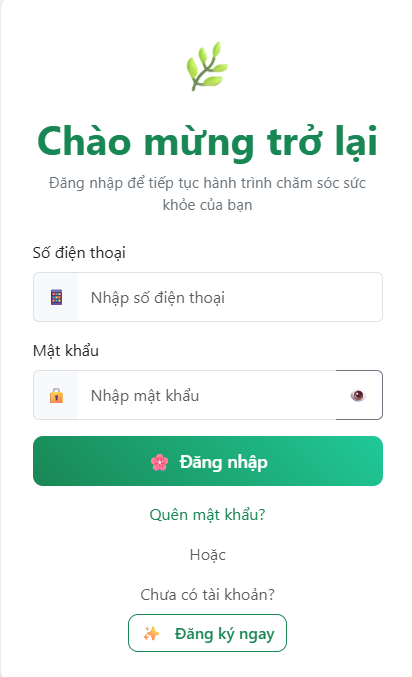 Chào mừng trở lại
Đăng nhập để tiếp tục hành trình chăm sóc sức
khỏe của bạn
Số điện thoại
Nhập số điện thoại
Mật khẩu
Nhập mật khẩu
Đăng nhập
Quên mật khẩu?
Hoặc
Chưa có tài khoản?
Đăng ký ngay